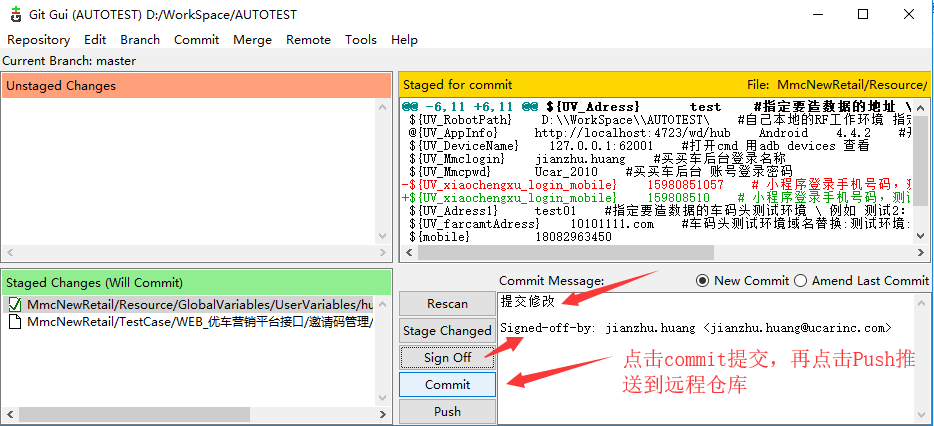 Git Gui (AUTOTEST) D:/WorkSpace/AUTOTEST
Repository Edit Branch Commit Merge Remote Tools Help
Current Branch: master
Unstaged Changes
Staged for commit File: MmcNewRetail/Resource/
@@ -6,11 +6,11 @@ ${UV_Adress} test #指定要造数据的地址 \
${UV_RobotPath} D:\\WorkSpace\\AUTOTEST\ #自己本地的RF工作环境 指定
@{UV_AppInfo} http://localhost:4723/wd/hub Android 4.4.2 #
${UV_DeviceName} 127.0.0.1:62001 #打开cmd 用adb devices 查看
${UV_Mmclogin} jianzhu.huang #买买车后台登录名称
${UV_Mmcpwd} Ucar_2010 #买买车后台 账号登录密码
-${UV_xiaochengxu_login_mobile} 15980851057 # 小程序登录手机号码，测
+${UV_xiaochengxu_login_mobile} 159808510 # 小程序登录手机号码，测试
${UV_Adress1} test01 #指定要造数据的车码头测试环境 \ 例如 测试2:
${UV_farcamtAdress} 10101111.com #车码头测试环境域名替换:测试环境:
${mobile} 18082963450
Staged Changes (Will Commit)
MmcNewRetail/Resource/GlobalVariables/UserVariables/hu
MmcNewRetail/TestCase/WEB_优车营销平台接口/邀请码管理/
Commit Message: New Commit Amend Last Commit
Rescan
Stage Changed
Sign Off
Commit
Push
提交修改
Signed-off-by: jianzhu.huang <jianzhu.huang@ucarinc.com>
点击commit提交，再点击Push推
送到远程仓库